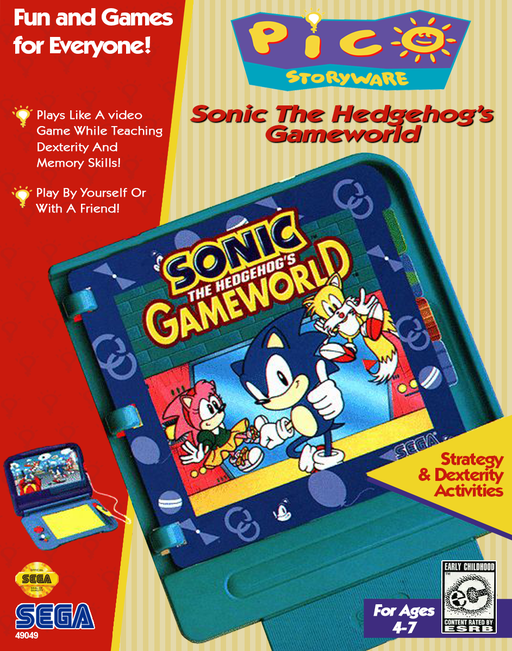 Fun and Games
for Everyone!
Plays Like A video
Game While Teaching
Dexterity And
Memory Skills!
Play By Yourself Or
With A Friend!
PICO
STORYWARE
Sonic The Hedgehog's
Gameworld
SONIC
THE HEDGEHOG'S
GAMEWORLD
SEGA
Strategy
& Dexterity
Activities
SEGA
SEGA
49049
For Ages
4-7
EARLY CHILDHOOD
CONTENT RATED BY
ESRB